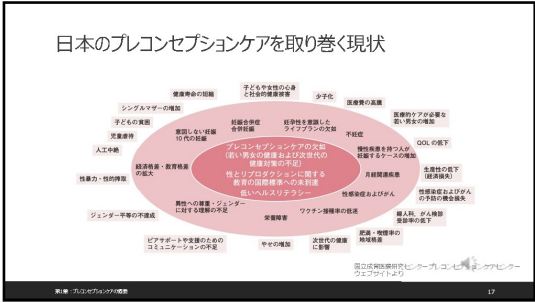 日本のプレコンセプションケアを取り巻く現状
子どもや女性の心身
と社会的健康被害
健康寿命の短縮
少子化
医療費の高騰
シングルマザーの増加
医療的ケアが必要な
若い男女の増加
子どもの貧困
意図しない妊娠
10代の妊娠
妊娠合併症
合併妊娠
妊孕性を意識した
ライフプランの欠如
不妊症
児童虐待
QOLの低下
人工中絶
プレコンセプションケアの欠如
(若い男女の健康および次世代の
健康対策の不足)
性とリプロダクションに関する
教育の国際標準への未到達
低いヘルスリテラシー
慢性疾患を持つ人が
妊娠するケースの増加
経済格差・教育格差
の拡大
月経関連疾患
生産性の低下
(経済損失)
性暴力・性的搾取
性感染症およびがん
性感染症およびがん
の予防の機会損失
異性への尊重・ジェンダー
に対する理解の不足
ワクチン接種率の低迷
ジェンダー平等の不達成
栄養障害
婦人科、がん検診
受診率の低下
ピアサポートや支援のための
コミュニケーションの不足
やせの増加
次世代の健康
に影響
肥満・喫煙率の
地域格差
国立成育医療研究センタープレコンセプションケアセンター
ウェブサイトより
第1章:プレコンセプションケアの概要
17